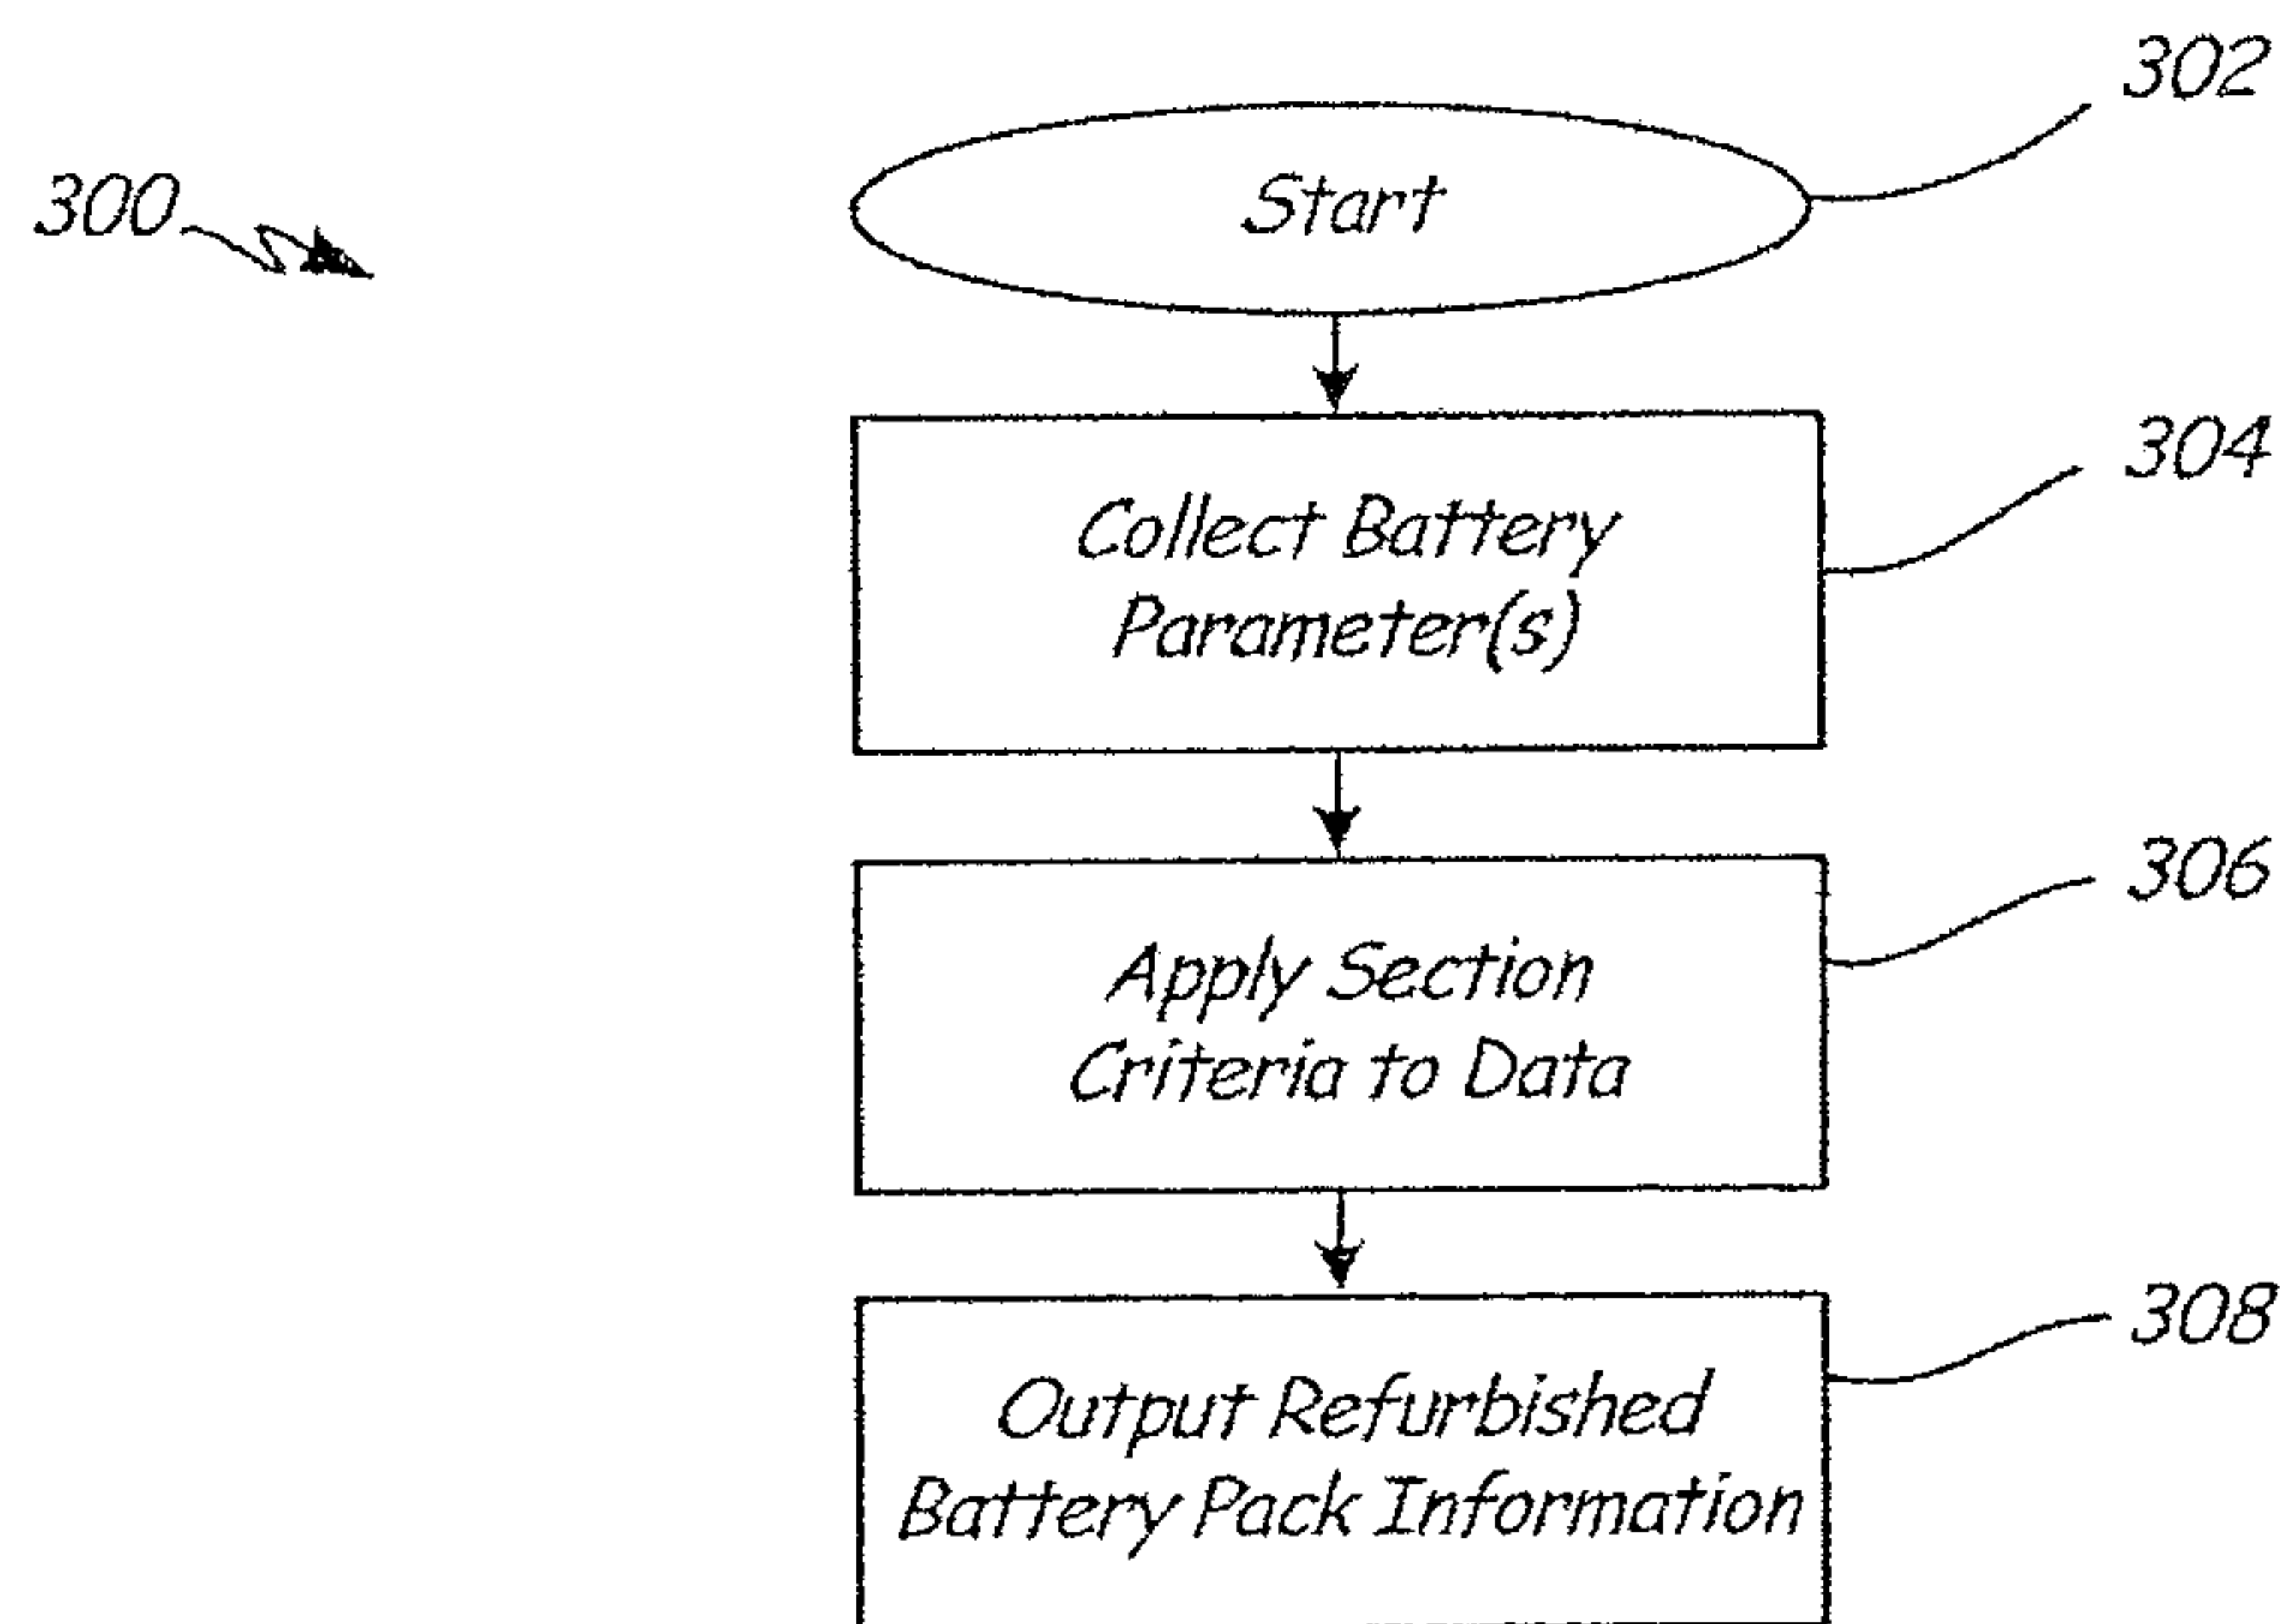 302
300
Start
304
Collect Battery
Parameter(s)
306
Apply Section
Criteria to Data
308
Output Refurbished
Battery Pack Information